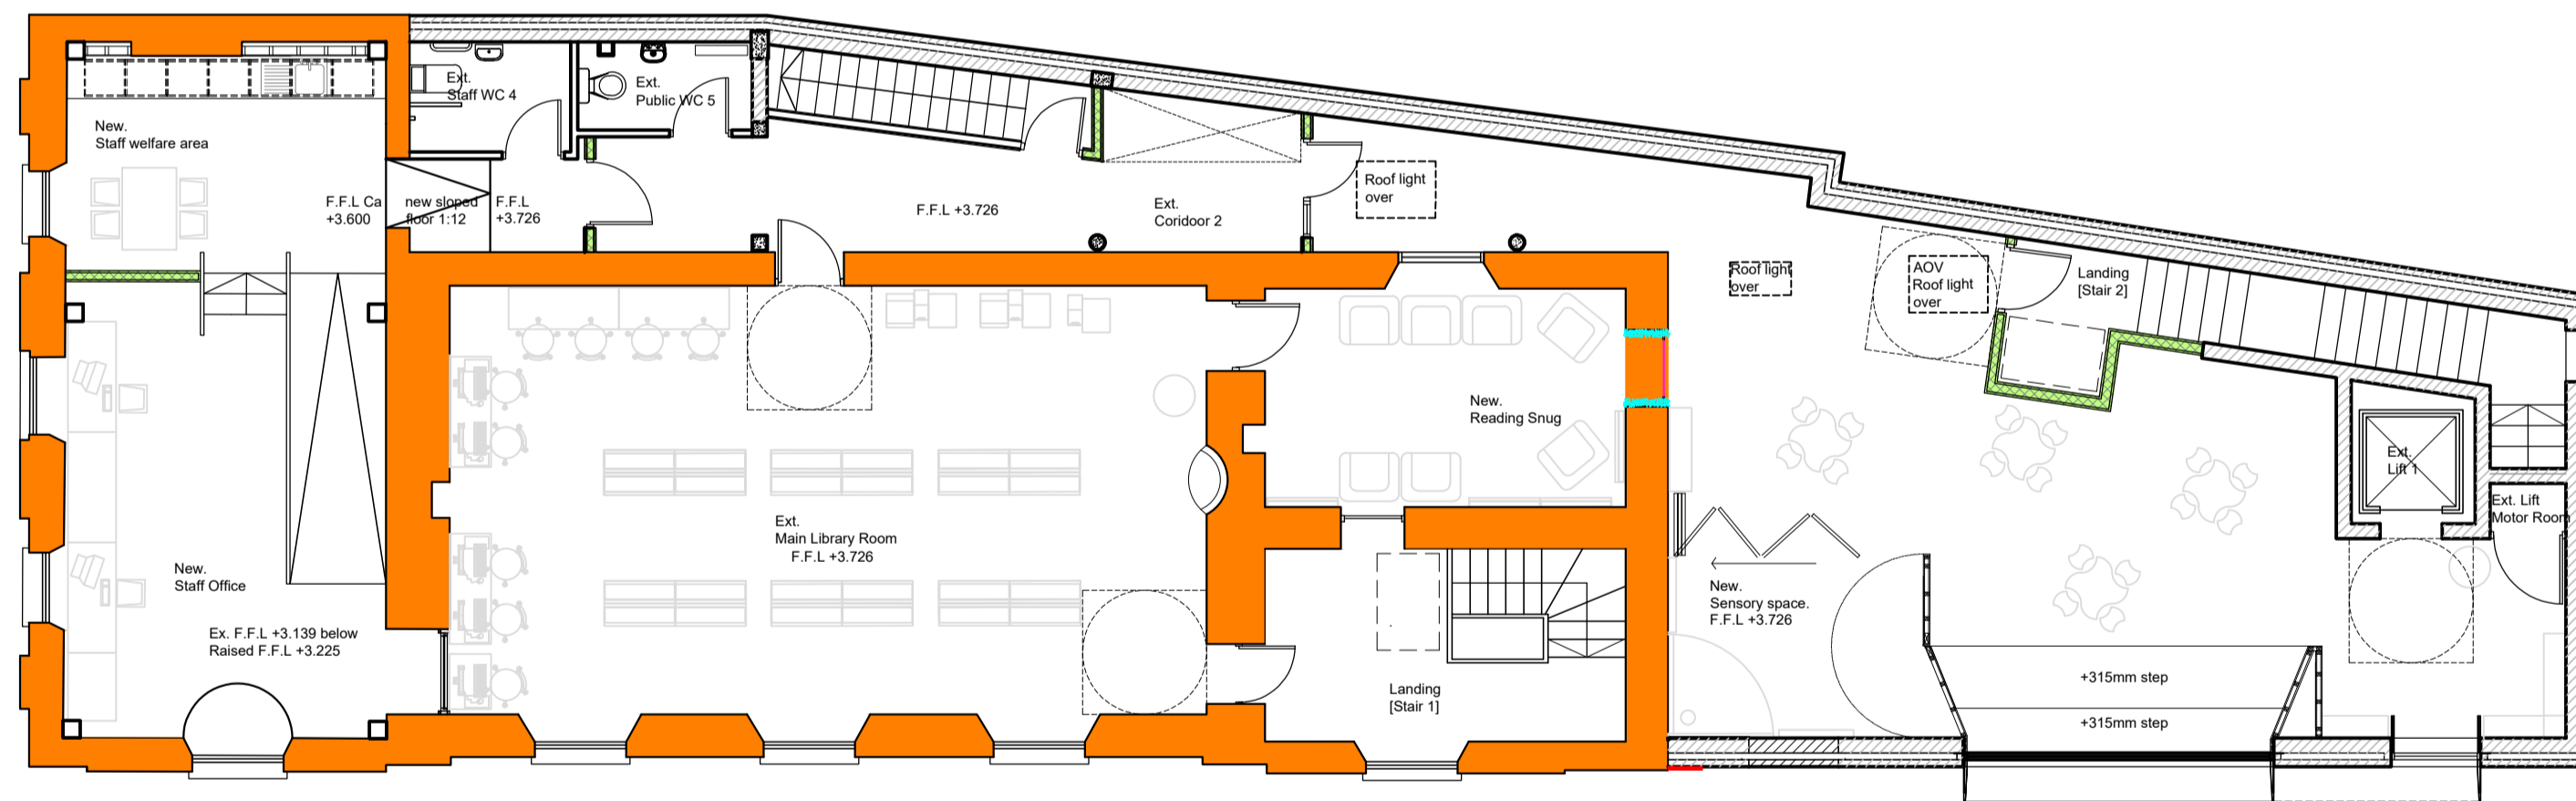 Ext.
Staff WC 4
Ext.
Public WC 5
New.
Staff welfare area
F.F.L Ca
+3.600
new sloped
floor 1:12
F.F.L
+3.726
F.F.L +3.726
Ext.
Coridoor 2
Roof light
over
Roof light
over
AOV
Roof light
over
Landing
[Stair 2]
New.
Reading Snug
Ext.
Lift 1
Ext. Lift
Motor Room
Ext.
Main Library Room
F.F.L +3.726
New.
Staff Office
Ex. F.F.L +3.139 below
Raised F.F.L +3.225
New.
Sensory space.
F.F.L +3.726
Landing
[Stair 1]
+315mm step
+315mm step